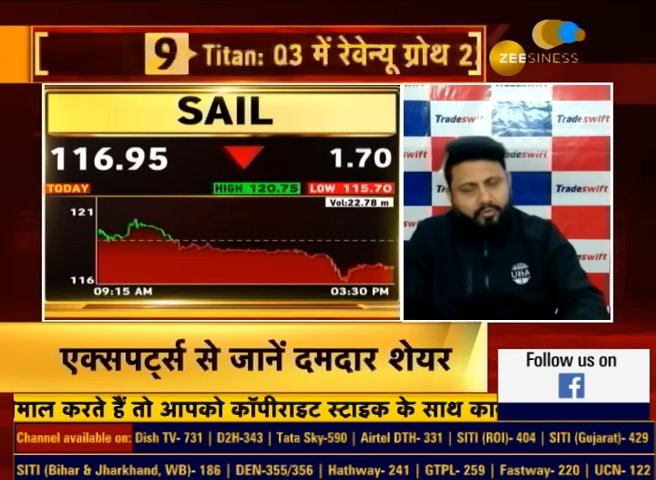 9 Titan: Q3 में रेवेन्यू ग्रोथ 2
ZEE BUSINESS
SAIL
116.95 1.70
TODAY HIGH 120.75 LOW 115.70
Vol:22.78 m
121
116
09:15 AM 03:30 PM
Tradeswift
Tradeswift
Tradeswift
Tradeswift
UNA
एक्सपर्ट्स से जानें दमदार शेयर
Follow us on
माल करते हैं तो आपको कॉपीराइट स्टाइक के साथ का
Channel available on: Dish TV- 731 | D2H-343 | Tata Sky-590 | Airtel DTH- 331 | SITI (ROI)- 404 | SITI (Gujarat)- 429
SITI (Bihar & Jharkhand, WB)- 186 | DEN-355/356 | Hathway- 241 | GTPL- 259 | Fastway- 220 | UCN- 122